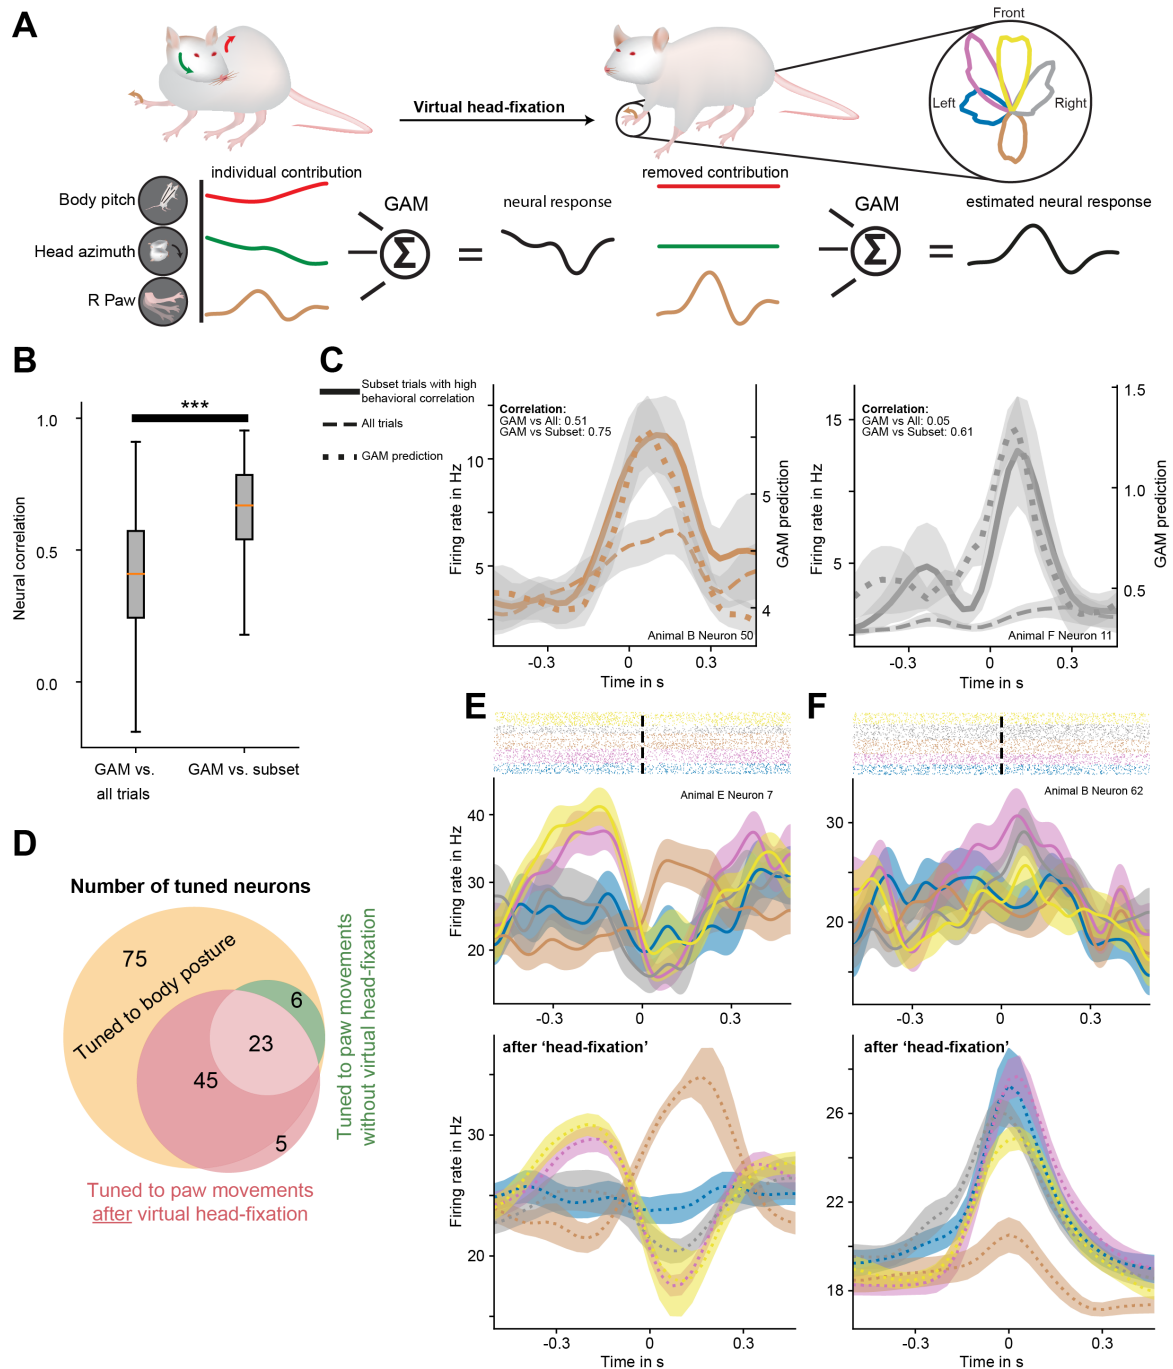 A
Front
Left
Right
Virtual head-fixation
individual contribution
removed contribution
Body pitch
GAM
neural response
GAM
estimated neural response
Head azimuth
Σ
=
Σ
=
R Paw
B
***
1.0
0.5
0.0
Neural correlation
GAM vs.
all trials
GAM vs. subset
C
Subset trials with high
behavioral correlation
All trials
GAM prediction
Correlation:
GAM vs All: 0.51
GAM vs Subset: 0.75
10
5
Firing rate in Hz
5
4
GAM prediction
Animal B Neuron 50
-0.3
0
0.3
Time in s
Correlation:
GAM vs All: 0.05
GAM vs Subset: 0.61
15
5
Firing rate in Hz
1.5
1.0
0.5
GAM prediction
Animal F Neuron 11
-0.3
0
0.3
Time in s
D
Number of tuned neurons
75
Tuned to body posture
6
23
45
5
Tuned to paw movements
without virtual head-fixation
Tuned to paw movements
after virtual head-fixation
E
Animal E Neuron 7
40
30
20
Firing rate in Hz
-0.3
0
0.3
after ‘head-fixation’
30
20
Firing rate in Hz
-0.3
0
0.3
Time in s
F
Animal B Neuron 62
30
20
-0.3
0
0.3
after ‘head-fixation’
26
22
18
-0.3
0
0.3
Time in s